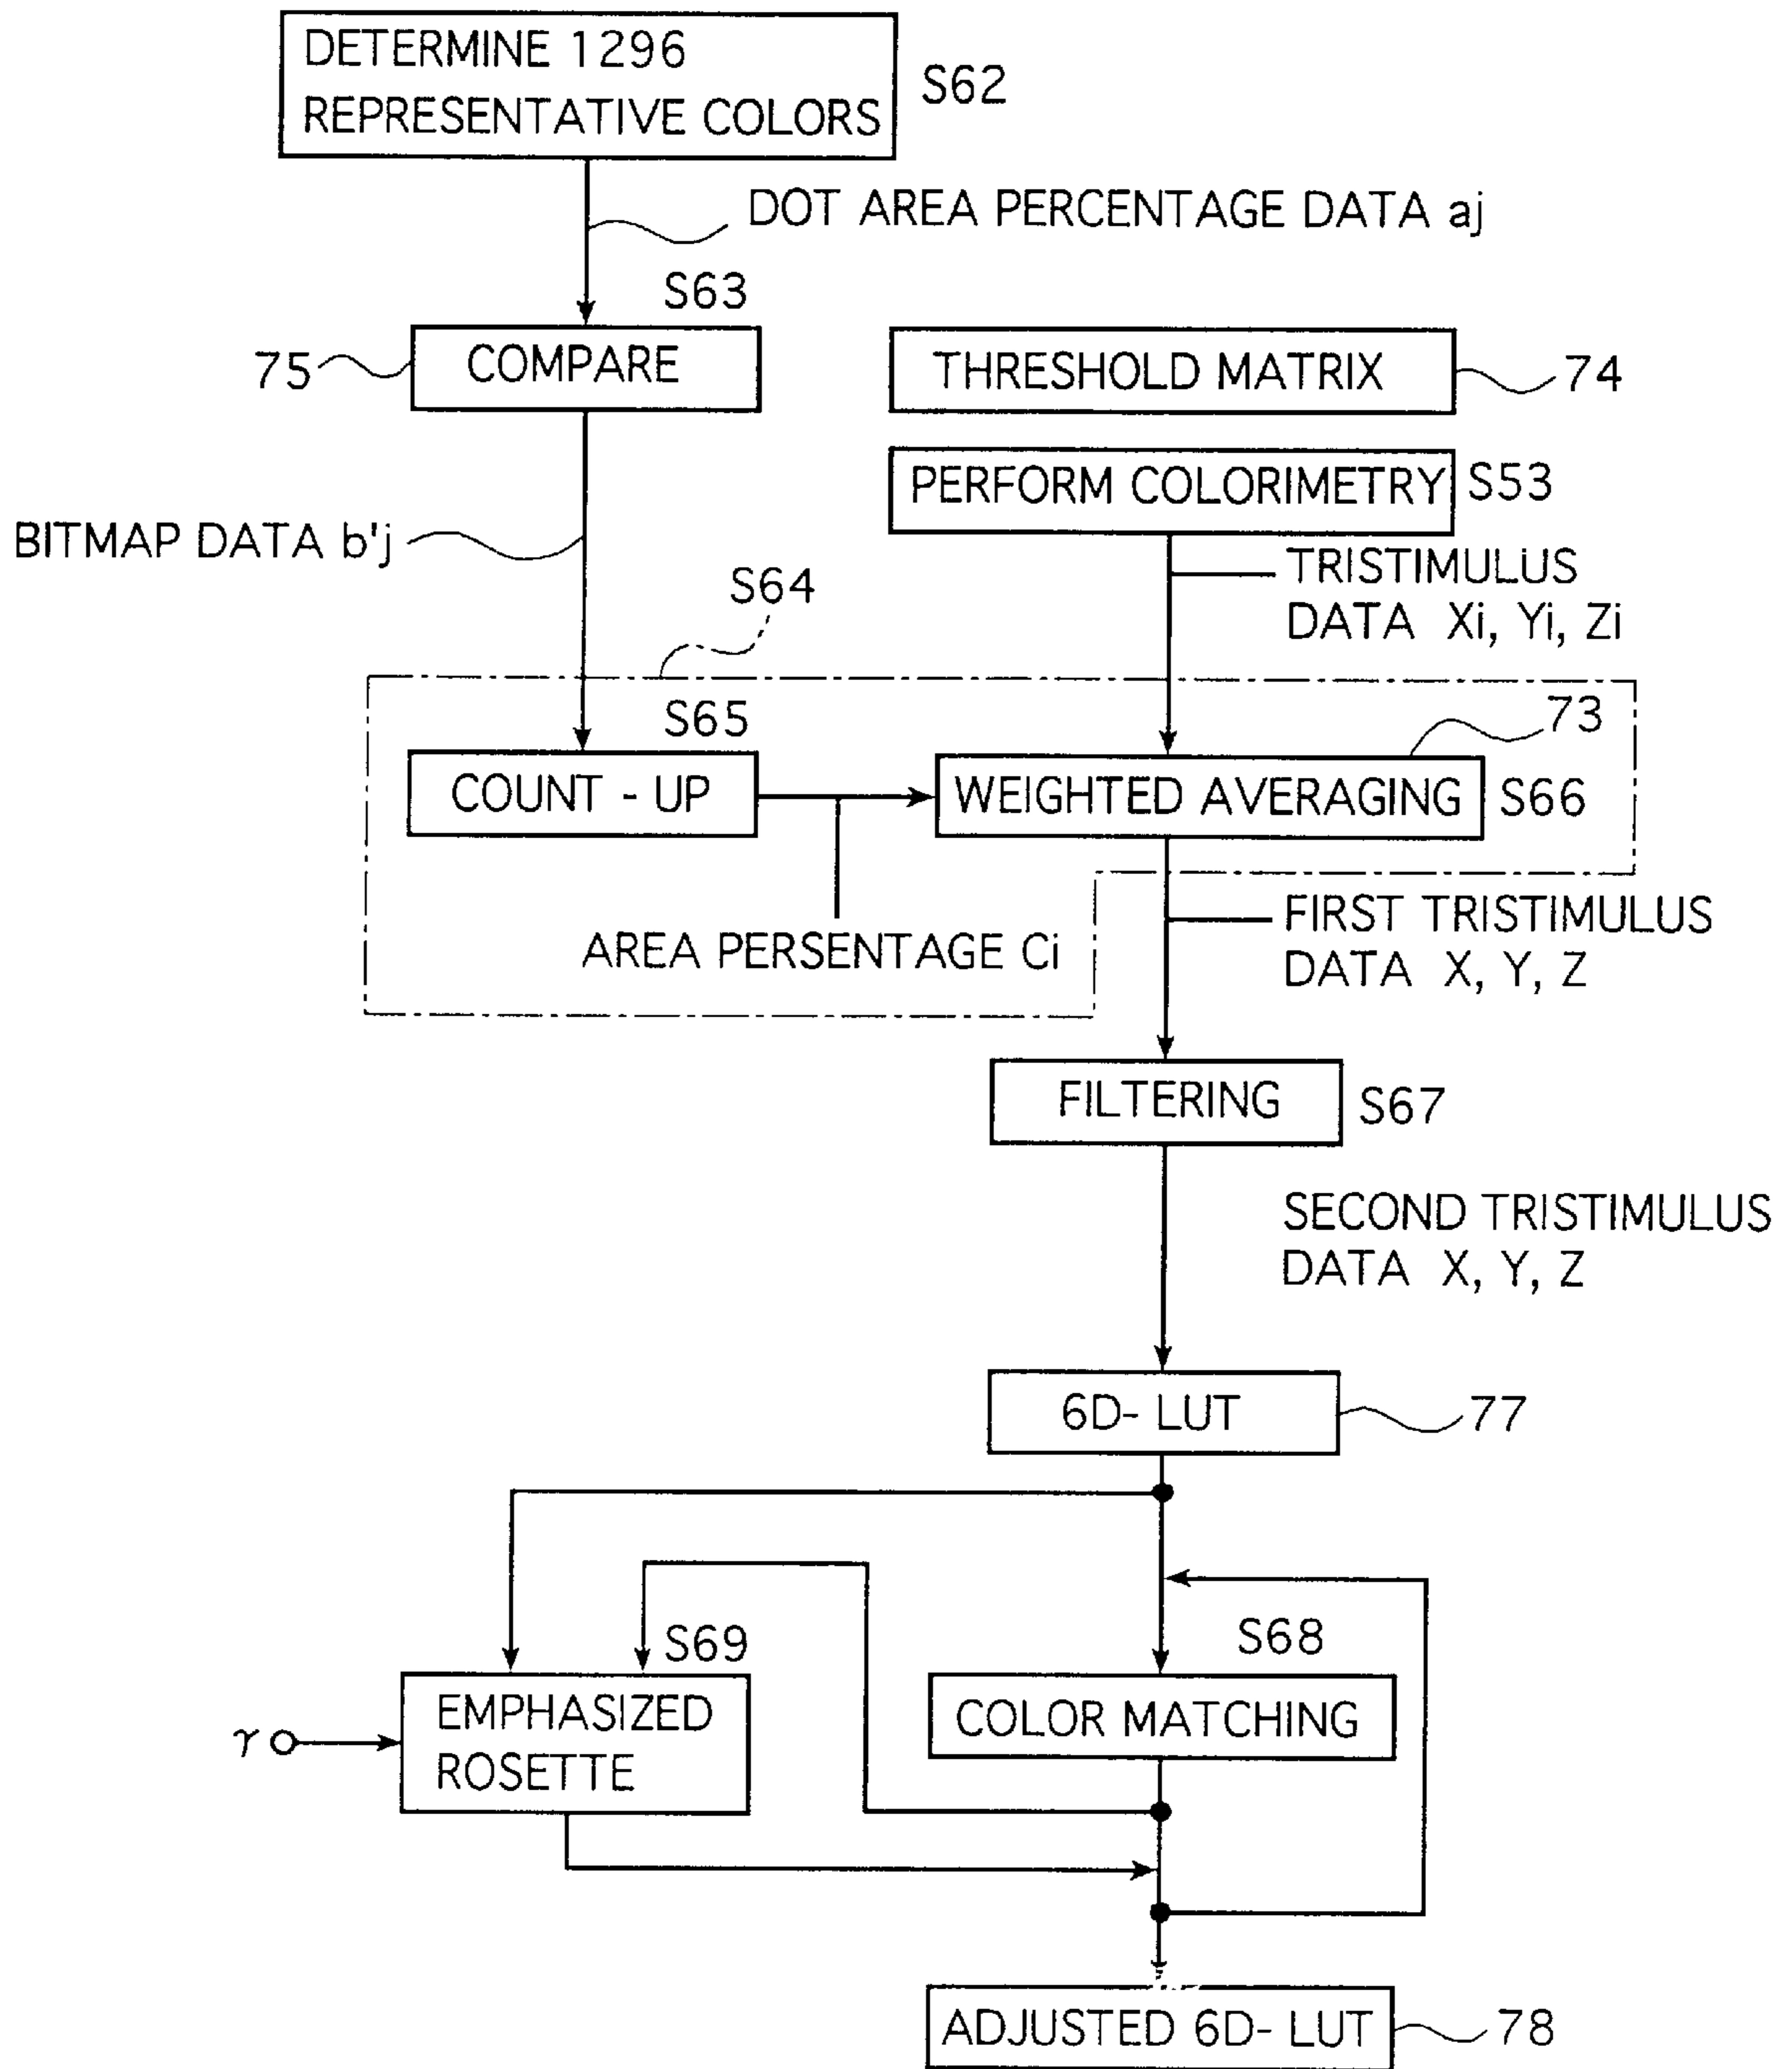 DETERMINE 1296
REPRESENTATIVE COLORS
S62
DOT AREA PERCENTAGE DATA aj
S63
75
COMPARE
THRESHOLD MATRIX
74
PERFORM COLORIMETRY
S53
BITMAP DATA b'j
TRISTIMULUS
DATA Xi, Yi, Zi
S64
S65
73
COUNT - UP
WEIGHTED AVERAGING
S66
AREA PERSENTAGE Ci
FIRST TRISTIMULUS
DATA X, Y, Z
FILTERING
S67
SECOND TRISTIMULUS
DATA X, Y, Z
6D- LUT
77
S69
S68
γ
EMPHASIZED
ROSETTE
COLOR MATCHING
ADJUSTED 6D- LUT
78